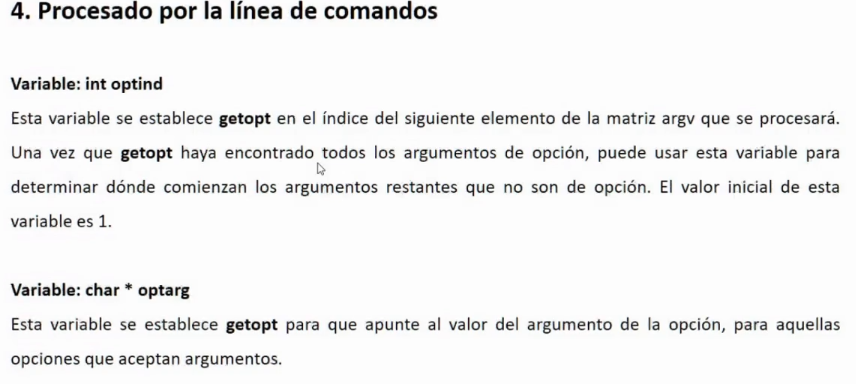 4. Procesado por la línea de comandos
Variable: int optind
Esta variable se establece getopt en el índice del siguiente elemento de la matriz argv que se procesará.
Una vez que getopt haya encontrado todos los argumentos de opción, puede usar esta variable para
determinar dónde comienzan los argumentos restantes que no son de opción. El valor inicial de esta
variable es 1.
Variable: char * optarg
Esta variable se establece getopt para que apunte al valor del argumento de la opción, para aquellas
opciones que aceptan argumentos.